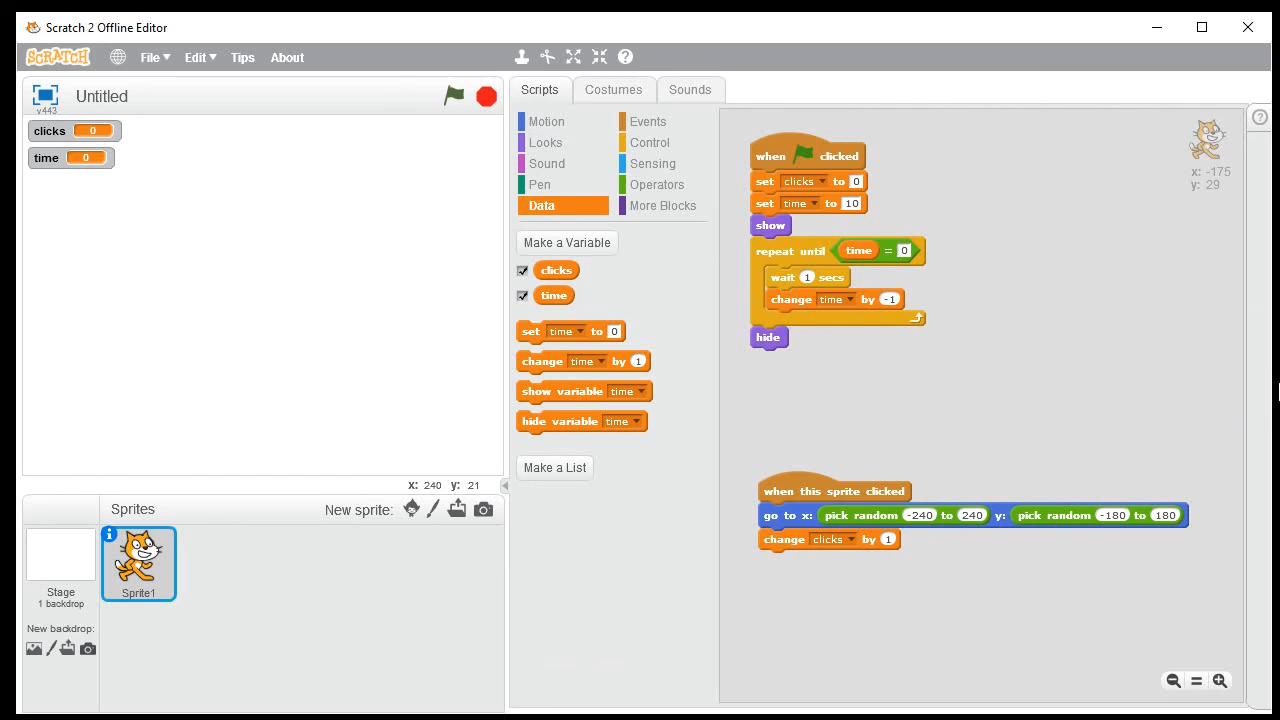 Scratch 2 Offline Editor
SCRATCH File Edit Tips About
v443 Untitled
clicks 0
time 0
x: 240 y: 21
Sprites New sprite:
Stage
1 backdrop
New backdrop:
Sprite1
Scripts Costumes Sounds
Motion Events
Looks Control
Sound Sensing
Pen Operators
Data More Blocks
Make a Variable
clicks
time
set time to 0
change time by 1
show variable time
hide variable time
Make a List
when clicked
set clicks to 0
set time to 10
show
repeat until time = 0
wait 1 secs
change time by -1
hide
when this sprite clicked
go to x: pick random -240 to 240 y: pick random -180 to 180
change clicks by 1
x: -175
y: 29